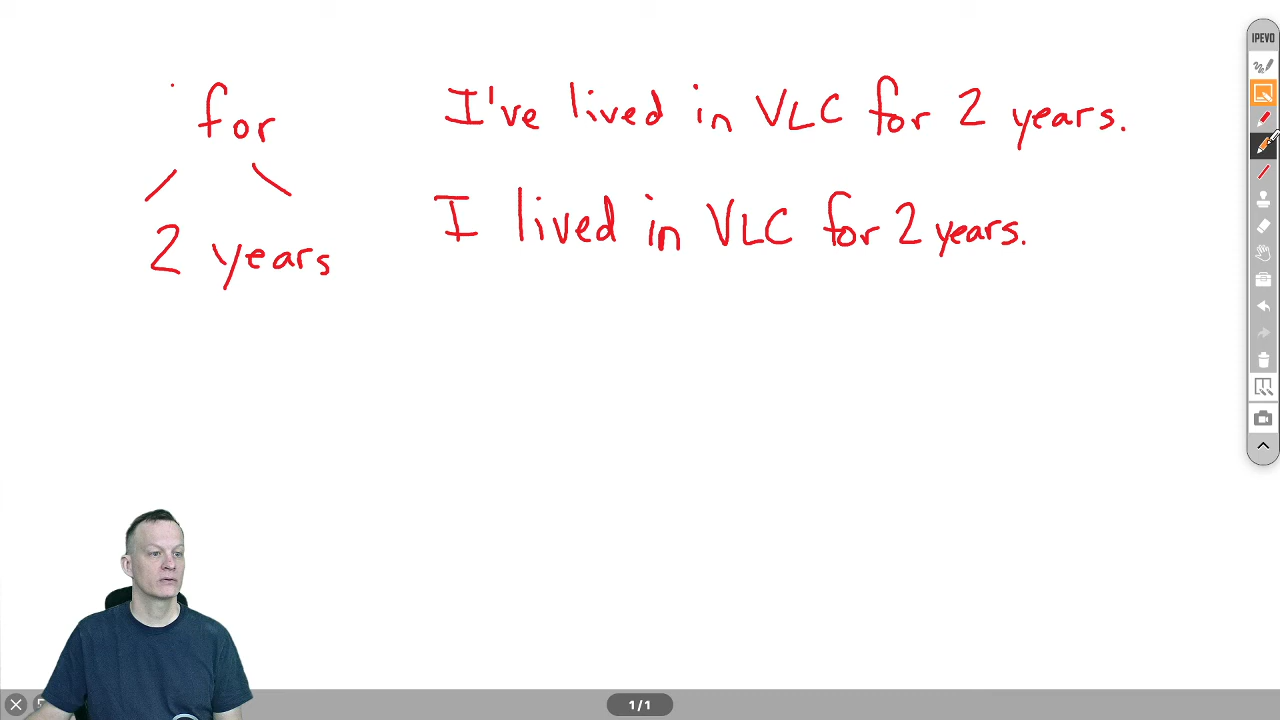 for
2 years
I've lived in VLC for 2 years.
I lived in VLC for 2 years.
IPEVO
1/1